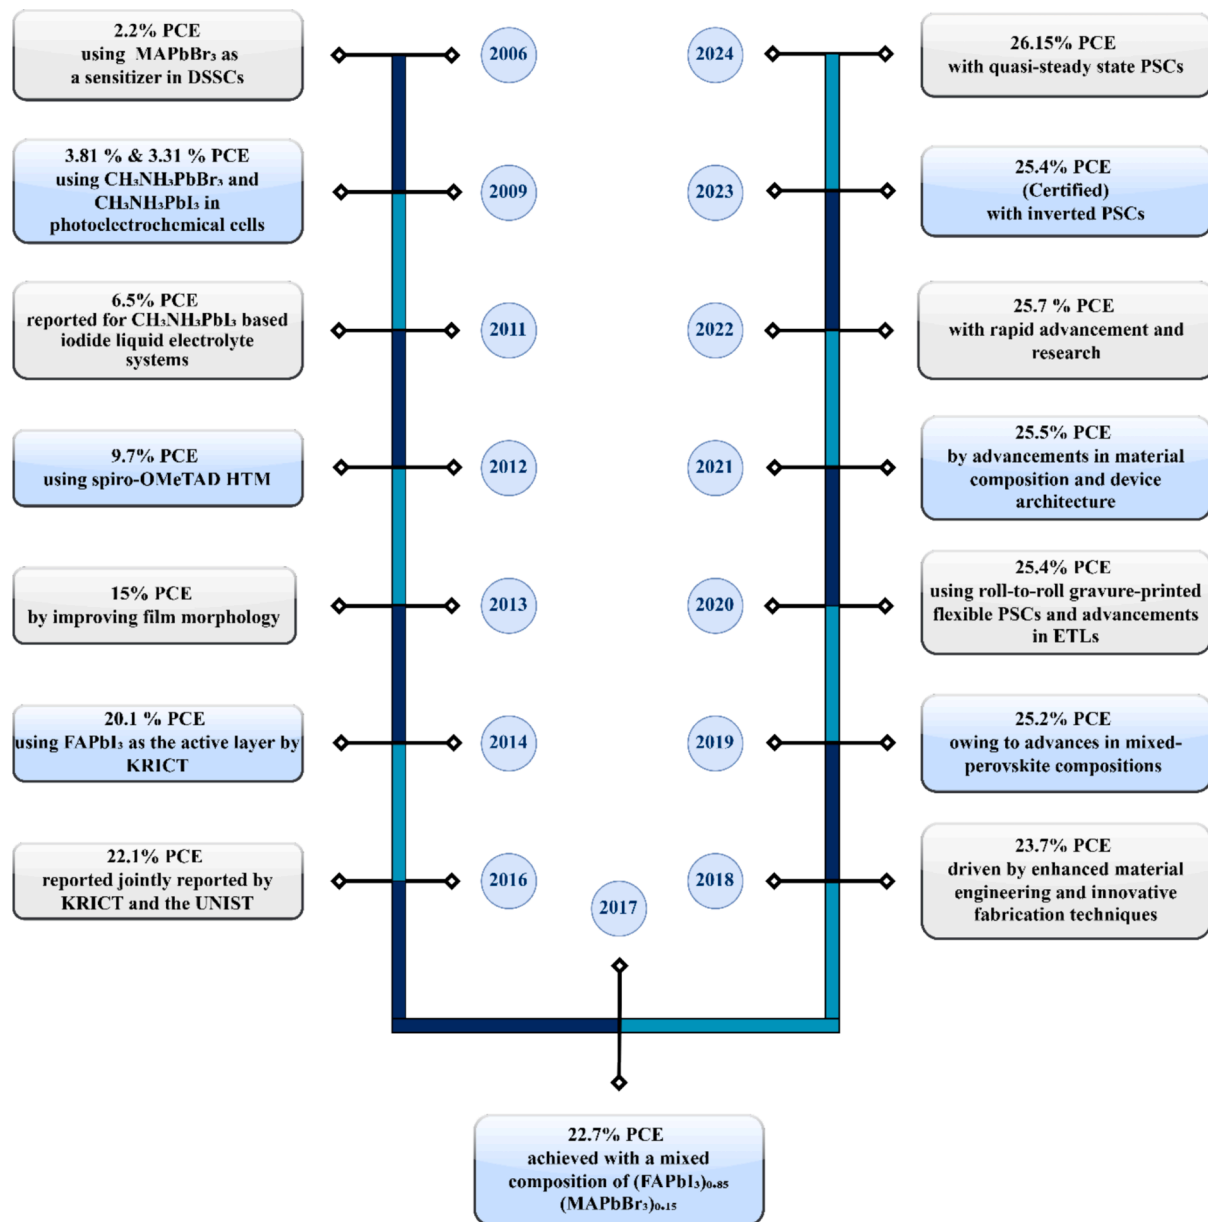 2.2% PCE
using MAPbBr₃ as
a sensitizer in DSSCs
2006
3.81 % & 3.31 % PCE
using CH₃NH₃PbBr₃ and
CH₃NH₃PbI₃ in
photoelectrochemical cells
2009
6.5% PCE
reported for CH₃NH₃PbI₃ based
iodide liquid electrolyte
systems
2011
9.7% PCE
using spiro-OMeTAD HTM
2012
15% PCE
by improving film morphology
2013
20.1 % PCE
using FAPbI₃ as the active layer by
KRICT
2014
22.1% PCE
reported jointly reported by
KRICT and the UNIST
2016
2017
22.7% PCE
achieved with a mixed
composition of (FAPbI₃)₀.₈₅
(MAPbBr₃)₀.₁₅
2018
23.7% PCE
driven by enhanced material
engineering and innovative
fabrication techniques
2019
25.2% PCE
owing to advances in mixed-
perovskite compositions
2020
25.4% PCE
using roll-to-roll gravure-printed
flexible PSCs and advancements
in ETLs
2021
25.5% PCE
by advancements in material
composition and device
architecture
2022
25.7 % PCE
with rapid advancement and
research
2023
25.4% PCE
(Certified)
with inverted PSCs
2024
26.15% PCE
with quasi-steady state PSCs